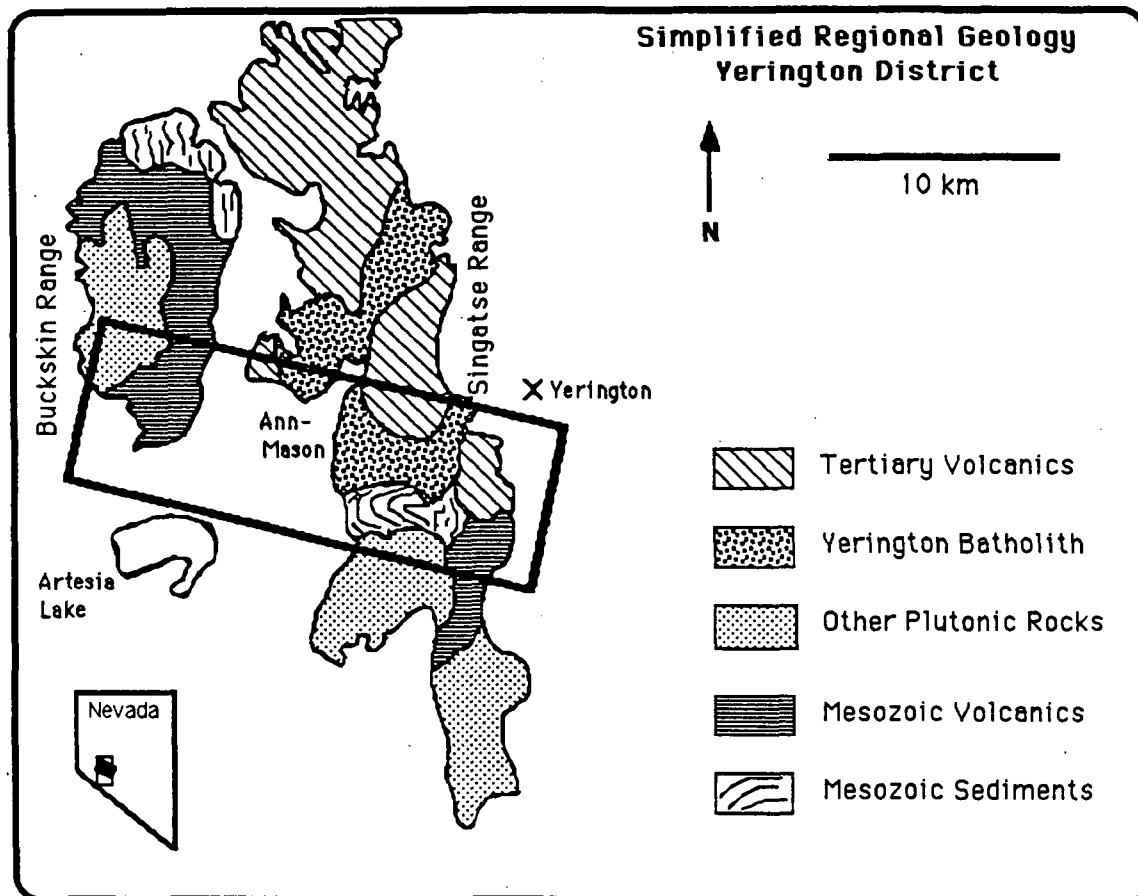 Simplified Regional Geology
Yerington District
10 km
N
Buckskin Range
Singatse Range
Yerington
Ann-
Mason
Artesia
Lake
Nevada
Tertiary Volcanics
Yerington Batholith
Other Plutonic Rocks
Mesozoic Volcanics
Mesozoic Sediments